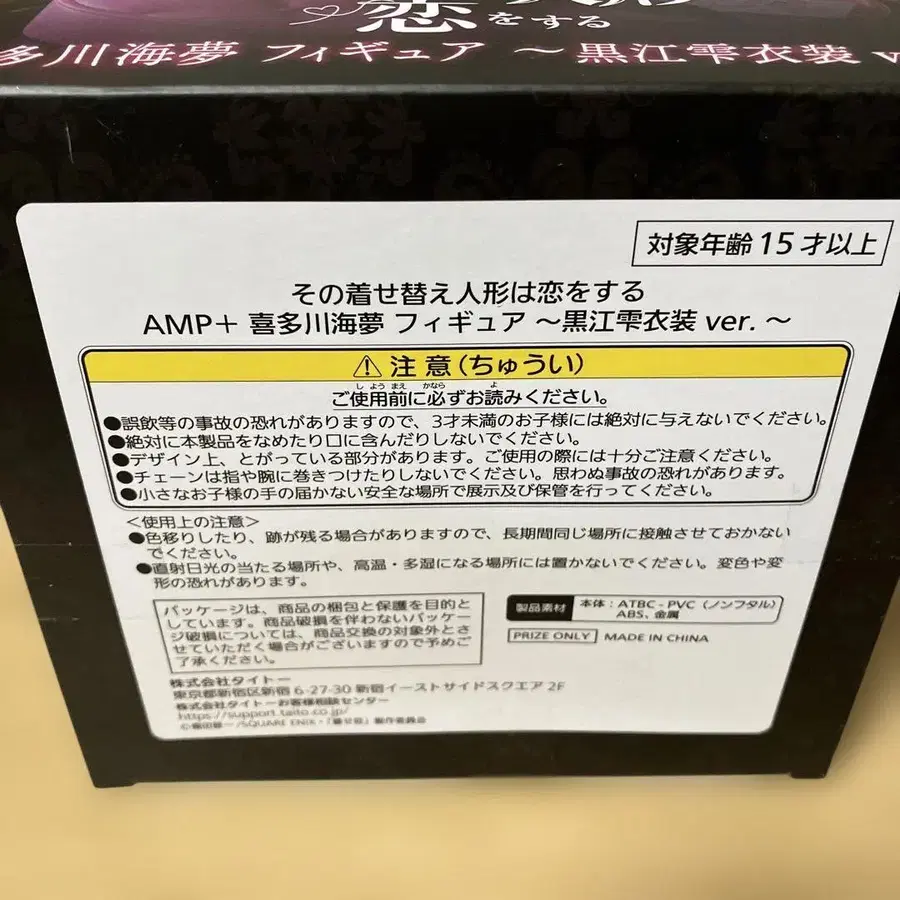 恋をする
多川海夢 フィギュア ～黒江雫衣装 v
対象年齢 15 才以上
その着せ替え人形は恋をする
AMP＋ 喜多川海夢 フィギュア ～黒江雫衣装 ver. ～
⚠ 注 意 (ちゅうい)
しようまえ かなら よ
ご使用前に必ずお読みください。
●誤飲等の事故の恐れがありますので、3才未満のお子様には絶対に与えないでください。
●絶対に本製品をなめたり口に含んだりしないでください。
●デザイン上、とがっている部分があります。ご使用の際には十分ご注意ください。
●チェーンは指や腕に巻きつけたりしないでください。思わぬ事故の恐れがあります。
●小さなお子様の手の届かない安全な場所で展示及び保管を行ってください。
＜使用上の注意＞
●色移りしたり、跡が残る場合がありますので、長期間同じ場所に接触させておかない
でください。
●直射日光の当たる場所や、高温・多湿になる場所には置かないでください。変色や変
形の恐れがあります。
パッケージは、商品の梱包と保護を目的と
しています。商品破損を伴わないパッケー
ジ破損については、商品交換の対象外とさ
せていただく場合がございますので予めご
了承ください。
製品素材 本体：ATBC - PVC（ノンフタル）
ABS、金属
PRIZE ONLY MADE IN CHINA
株式会社タイトー
東京都新宿区新宿 6-27-30 新宿イーストサイドスクエア 2F
株式会社タイトーお客様相談センター
https://support.taito.co.jp/
/SQUARE ENIX・「着せ恋」製作委員会